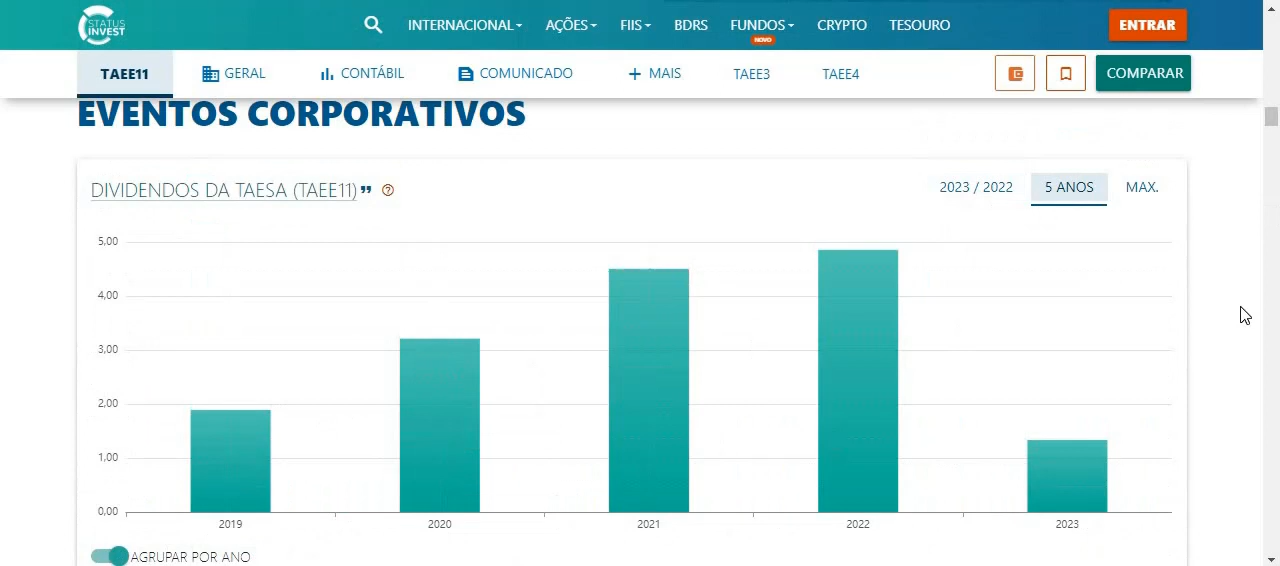 STATUS
INVEST
INTERNACIONAL
AÇÕES
FIIS
BDRS
FUNDOS
NOVO
CRYPTO
TESOURO
ENTRAR
TAEE11
GERAL
CONTÁBIL
COMUNICADO
MAIS
TAEE3
TAEE4
COMPARAR
EVENTOS CORPORATIVOS
DIVIDENDOS DA TAESA (TAEE11)
2023 / 2022
5 ANOS
MAX.
5,00
4,00
3,00
2,00
1,00
0,00
2019
2020
2021
2022
2023
AGRUPAR POR ANO